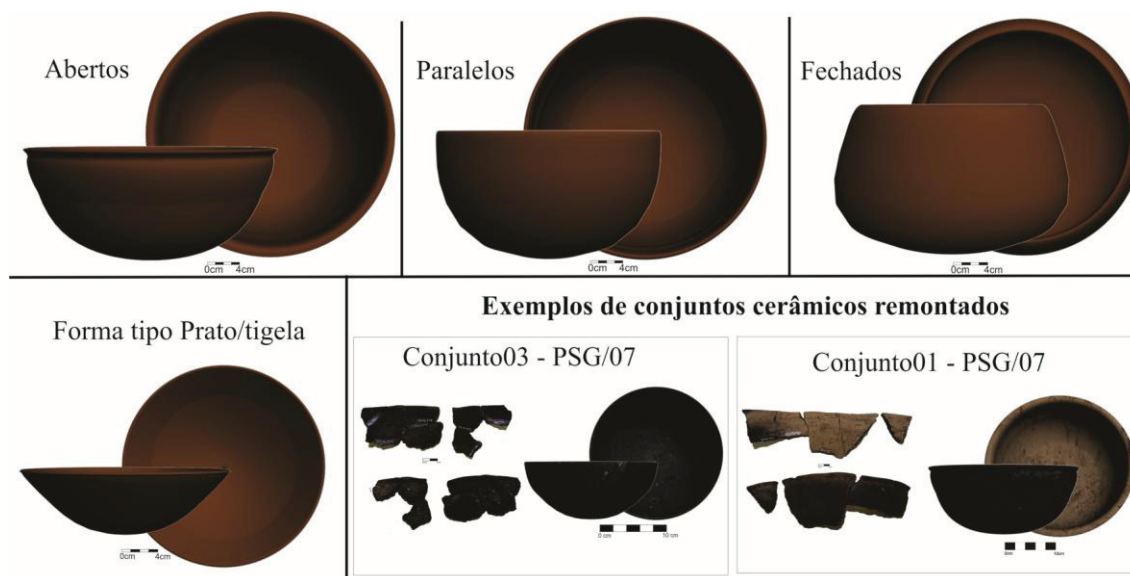 Abertos
0cm 4cm
Paralelos
0cm 4cm
Fechados
0cm 4cm
Forma tipo Prato/tigela
0cm 4cm
Exemplos de conjuntos cerâmicos remontados
Conjunto03 - PSG/07
0 cm 10 cm
Conjunto01 - PSG/07